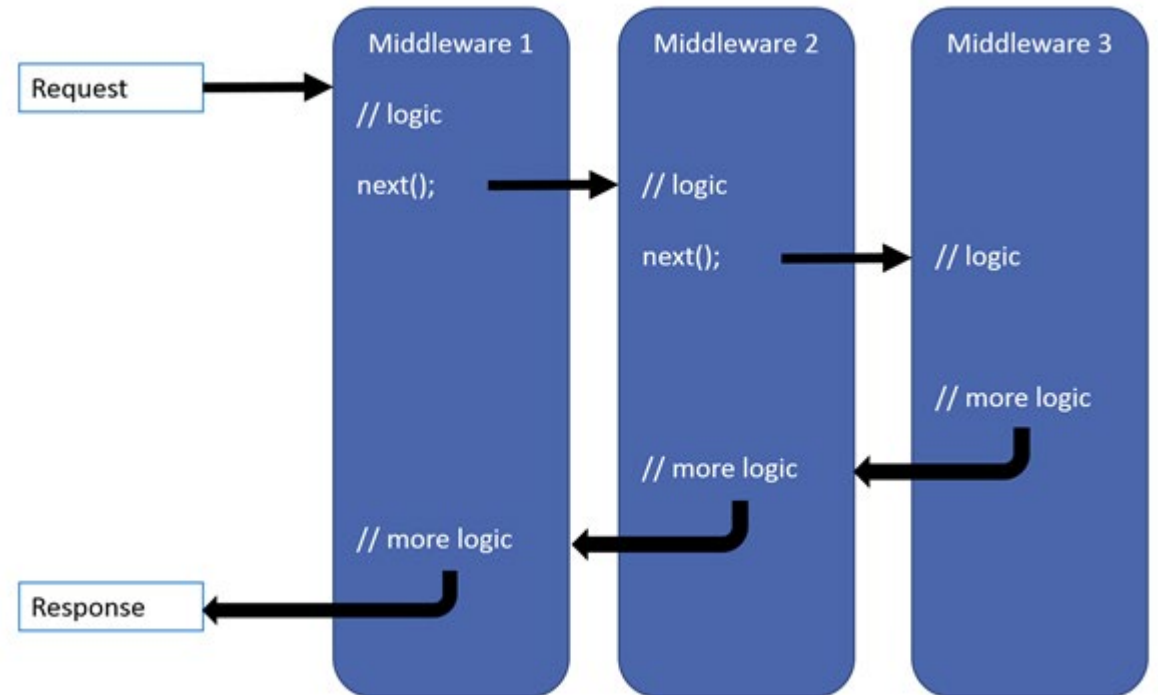 Middleware 1
Middleware 2
Middleware 3
Request
// logic
next();
// logic
next();
// logic
// more logic
// more logic
// more logic
Response